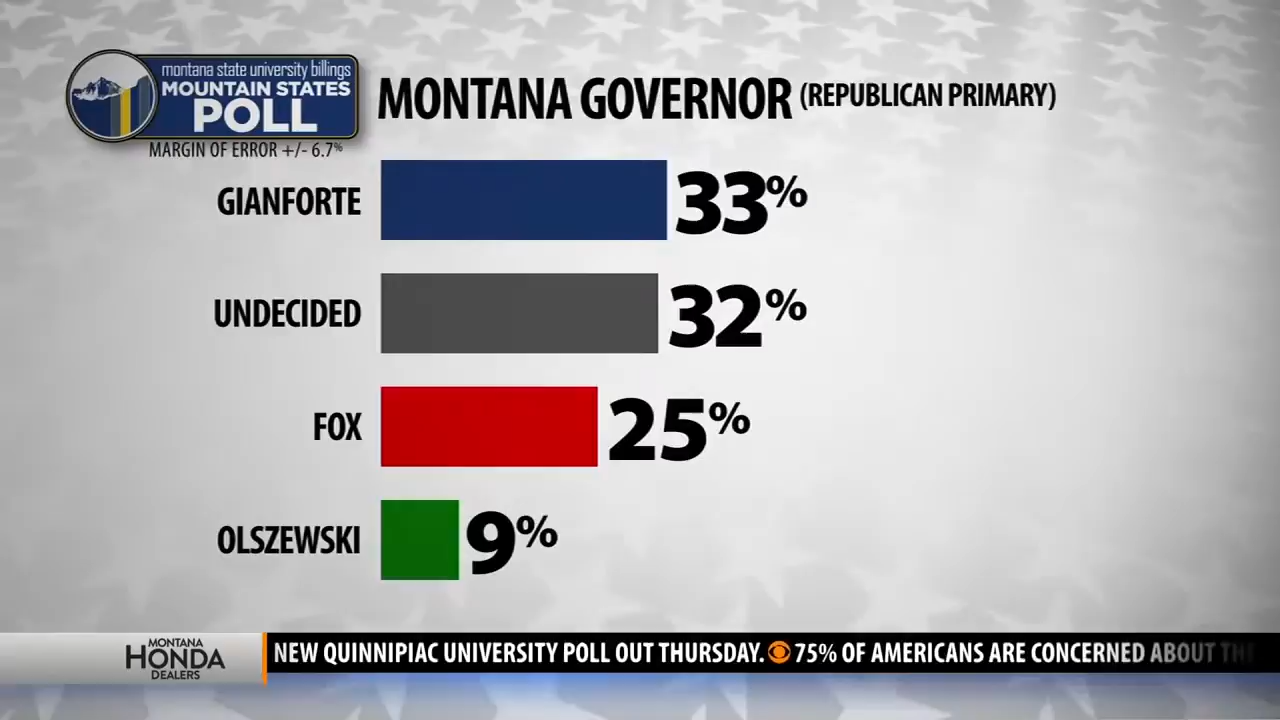 montana state university billings
MOUNTAIN STATES
POLL
MARGIN OF ERROR +/- 6.7%
MONTANA GOVERNOR (REPUBLICAN PRIMARY)
GIANFORTE 33%
UNDECIDED 32%
FOX 25%
OLSZEWSKI 9%
MONTANA
HONDA
DEALERS
NEW QUINNIPIAC UNIVERSITY POLL OUT THURSDAY. 75% OF AMERICANS ARE CONCERNED ABOUT TH